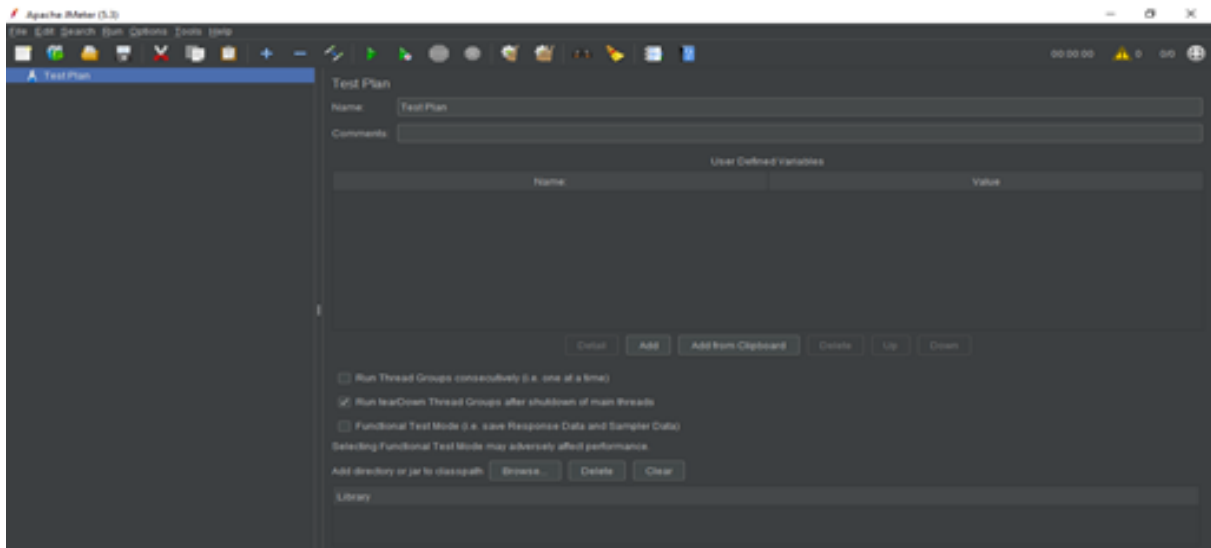 Apache JMeter (5.3)
File Edit Search Run Options Tools Help
00:00:00 0 0/0
Test Plan
Test Plan
Name: Test Plan
Comments:
User Defined Variables
Name: Value
Detail Add Add from Clipboard Delete Up Down
Run Thread Groups consecutively (i.e. one at a time)
Run tearDown Thread Groups after shutdown of main threads
Functional Test Mode (i.e. save Response Data and Sampler Data)
Selecting Functional Test Mode may adversely affect performance.
Add directory or jar to classpath Browse... Delete Clear
Library